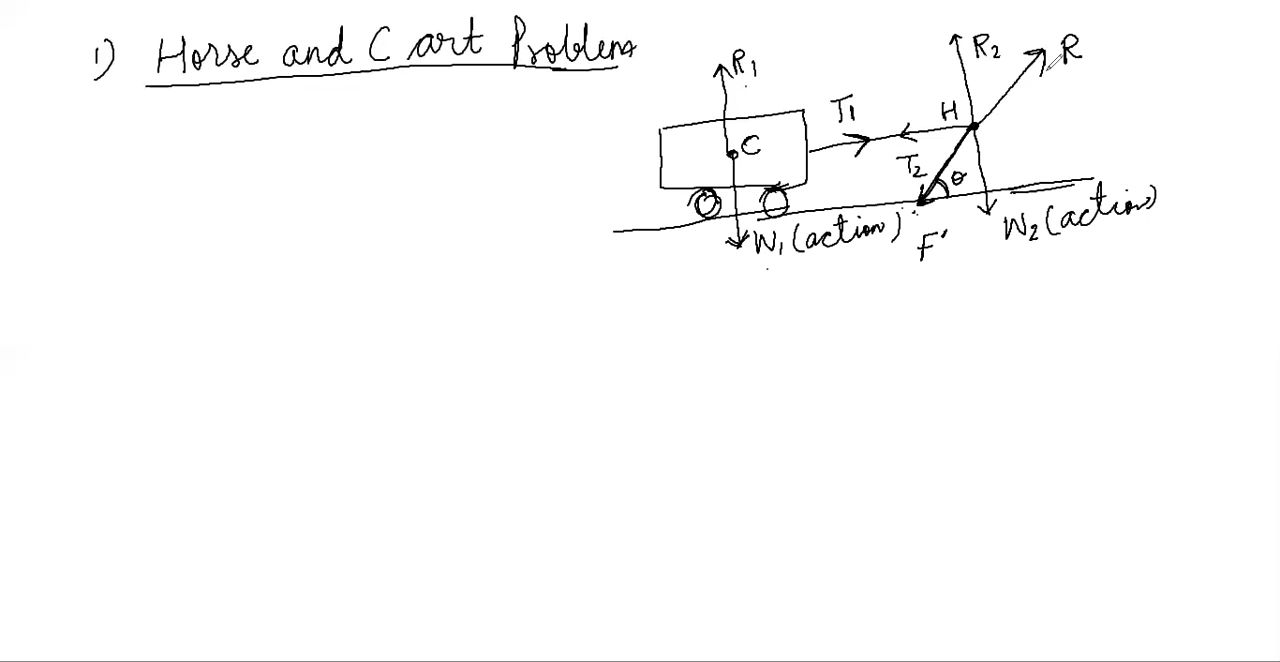 1) Horse and Cart Problem
R1
R2
R
T1
H
C
T2
θ
W1 (action)
F'
W2 (action)